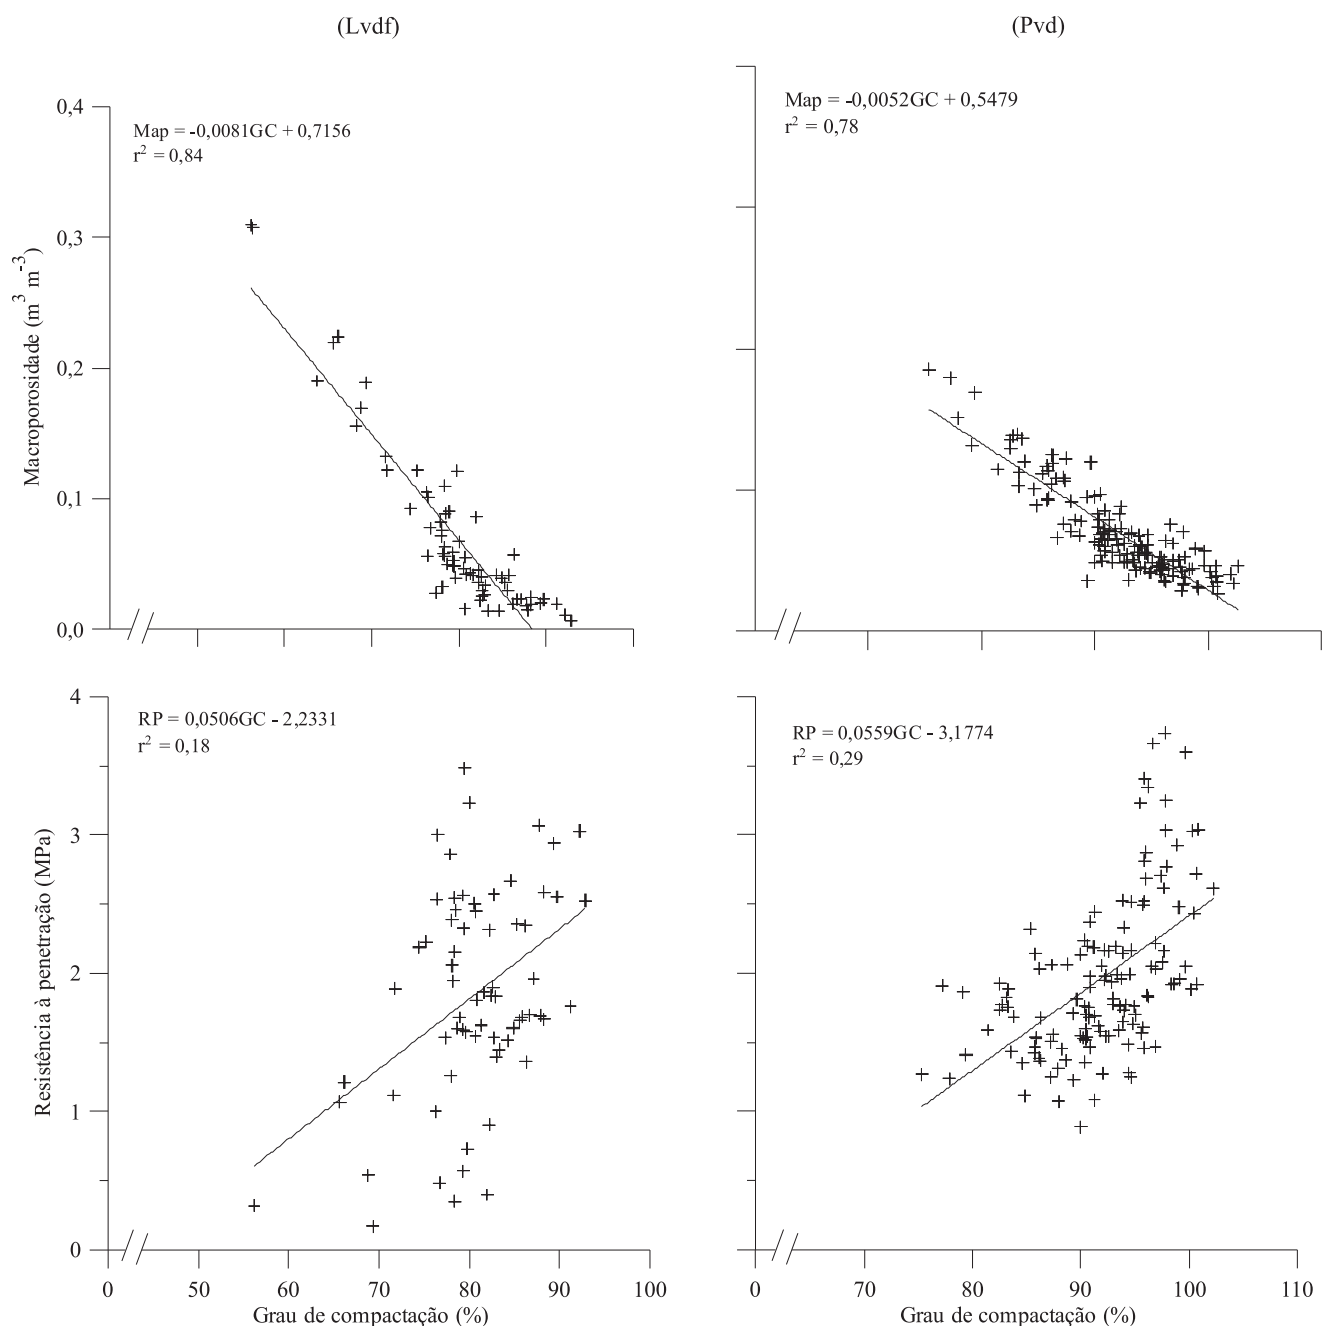 (Lvdf)
(Pvd)
Map = -0,0081GC + 0,7156
r² = 0,84
Map = -0,0052GC + 0,5479
r² = 0,78
Macroporosidade (m³ m⁻³)
0,4
0,3
0,2
0,1
0,0
RP = 0,0506GC - 2,2331
r² = 0,18
RP = 0,0559GC - 3,1774
r² = 0,29
Resistência à penetração (MPa)
4
3
2
1
0
0 50 60 70 80 90 100
0 70 80 90 100 110
Grau de compactação (%)
Grau de compactação (%)